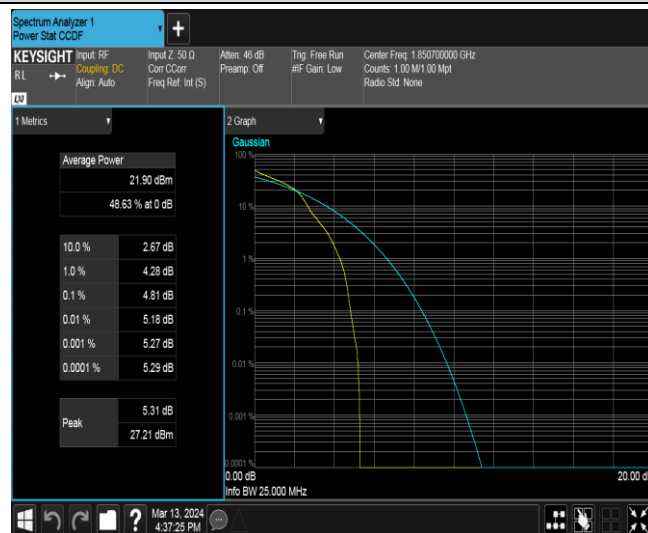 Spectrum Analyzer 1
Power Stat CCDF
+
KEYSIGHT
RL
LXI
Input: RF
Coupling: DC
Align: Auto
Input Z: 50 Ω
Corr CCorr
Freq Ref: Int (S)
Atten: 46 dB
Preamp: Off
Trig: Free Run
#IF Gain: Low
Center Freq: 1.850700000 GHz
Counts: 1.00 M/1.00 Mpt
Radio Std: None
1 Metrics
Average Power
21.90 dBm
48.63 % at 0 dB
10.0 % 2.67 dB
1.0 % 4.28 dB
0.1 % 4.81 dB
0.01 % 5.18 dB
0.001 % 5.27 dB
0.0001 % 5.29 dB
Peak
5.31 dB
27.21 dBm
2 Graph
Gaussian
100 %
10 %
1 %
0.1 %
0.01 %
0.001 %
0.0001 %
0.00 dB
20.00 d
Info BW 25.000 MHz
?
Mar 13, 2024
4:37:25 PM